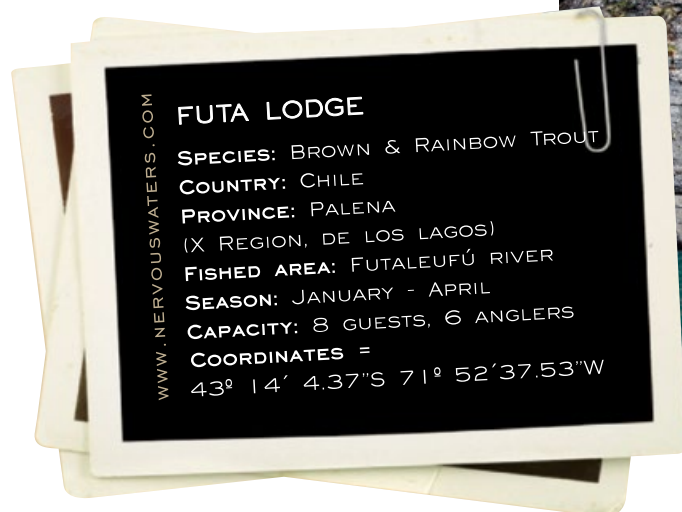 WWW.NERVOUSWATERS.COM
FUTA LODGE
SPECIES: BROWN & RAINBOW TROUT
COUNTRY: CHILE
PROVINCE: PALENA
(X REGION, DE LOS LAGOS)
FISHED AREA: FUTALEUFÚ RIVER
SEASON: JANUARY - APRIL
CAPACITY: 8 GUESTS, 6 ANGLERS
COORDINATES =
43º 14´ 4.37”S 71º 52´37.53”W